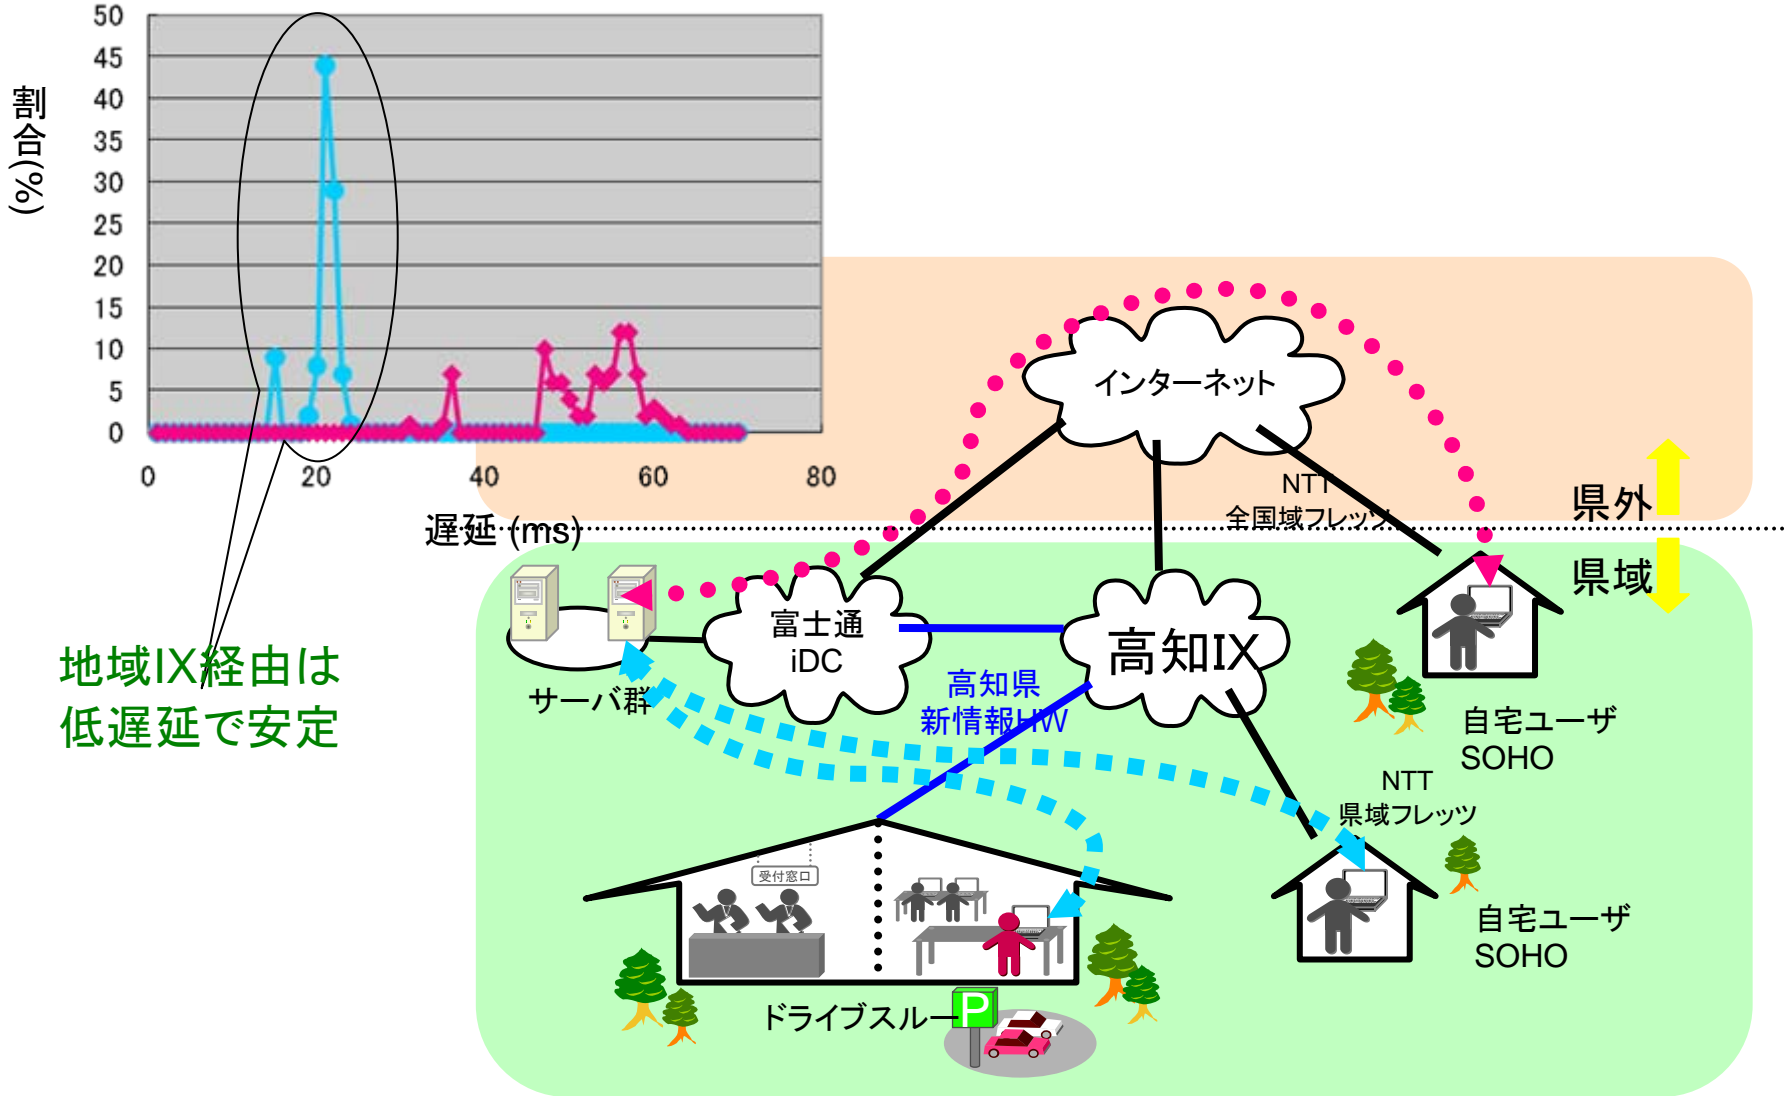 50
45
40
35
30
25
20
15
10
5
0
割合(%)
0 20 40 60 80
遅延 (ms)
地域IX経由は
低遅延で安定
インターネット
NTT
全国域フレッツ
県外
県域
富士通
iDC
高知IX
サーバ群
高知県
新情報HW
自宅ユーザ
SOHO
NTT
県域フレッツ
受付窓口
自宅ユーザ
SOHO
ドライブスルー
P